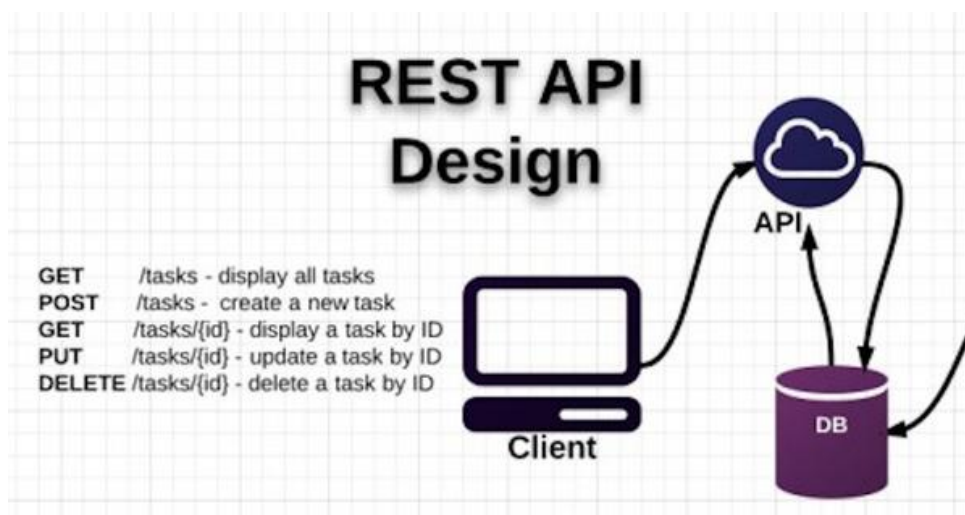 REST API
Design
GET /tasks - display all tasks
POST /tasks - create a new task
GET /tasks/{id} - display a task by ID
PUT /tasks/{id} - update a task by ID
DELETE /tasks/{id} - delete a task by ID
Client
API
DB